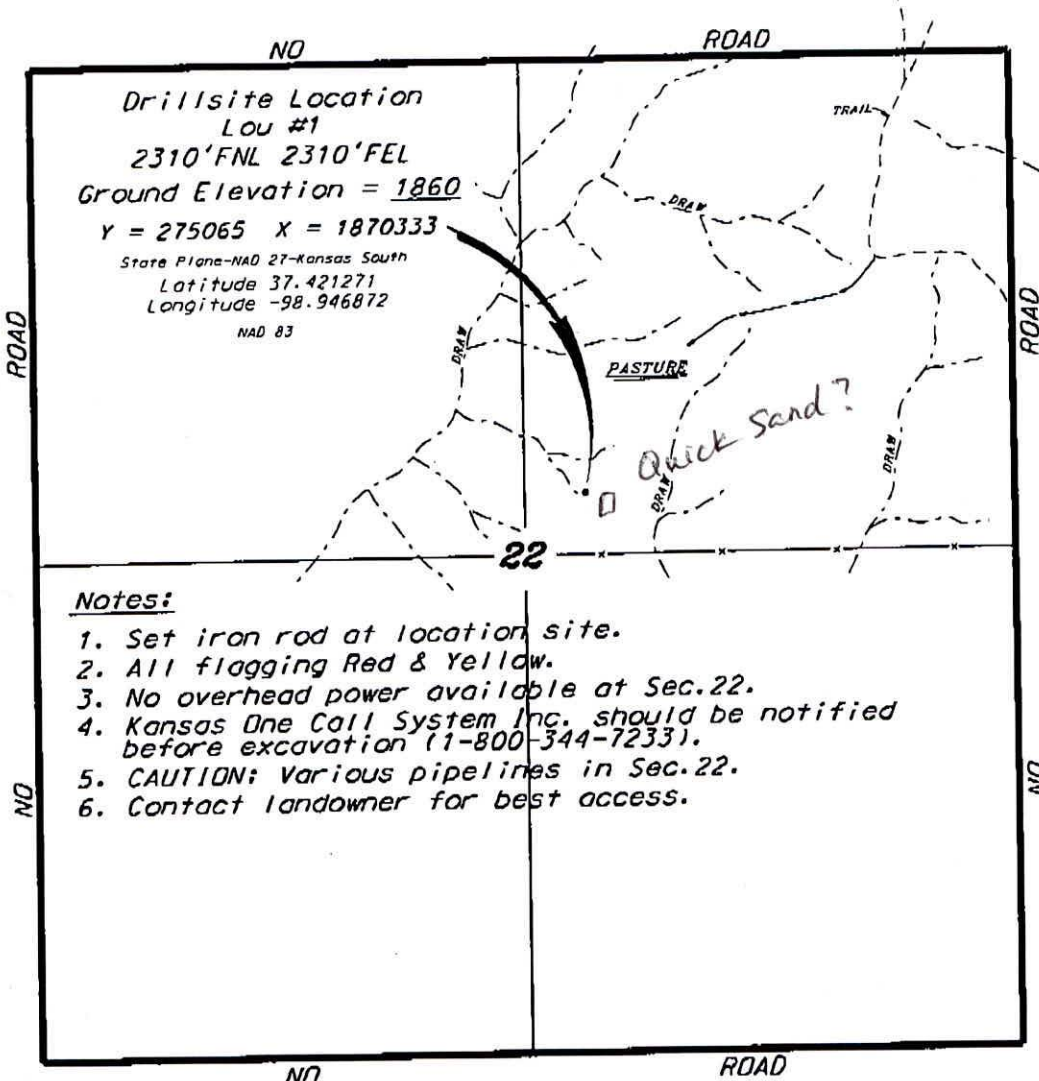 NO ROAD
Drillsite Location
Lou #1
2310'FNL 2310'FEL
Ground Elevation = 1860
Y = 275065 X = 1870333
State Plane-NAD 27-Kansas South
Latitude 37.421271
Longitude -98.946872
NAD 83
TRAIL
DRAW
ROAD
ROAD
DRAW
PASTURE
Quick Sand?
DRAW
DRAW
22
Notes:
1. Set iron rod at location site.
2. All flagging Red & Yellow.
3. No overhead power available at Sec.22.
4. Kansas One Call System Inc. should be notified
before excavation (1-800-344-7233).
5. CAUTION: Various pipelines in Sec.22.
6. Contact landowner for best access.
NO
NO
NO ROAD